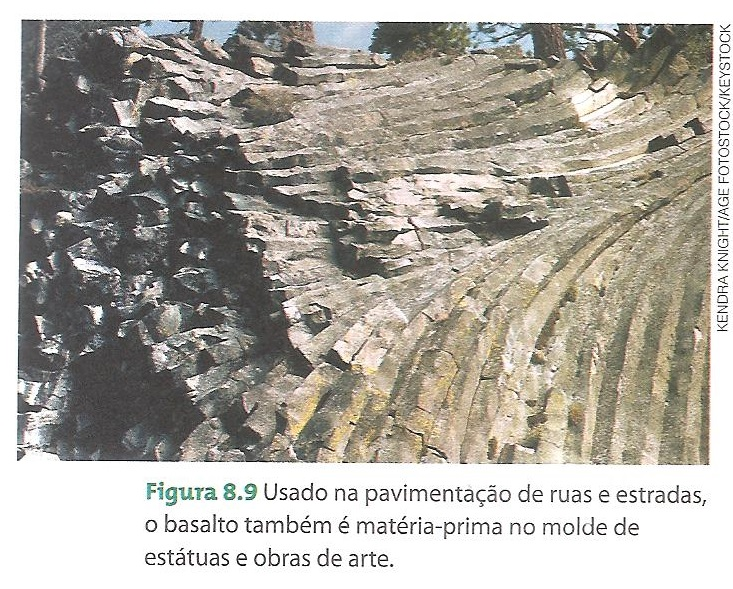 KENDRA KNIGHT/AGE FOTOSTOCK/KEYSTOCK
Figura 8.9 Usado na pavimentação de ruas e estradas,
o basalto também é matéria-prima no molde de
estátuas e obras de arte.